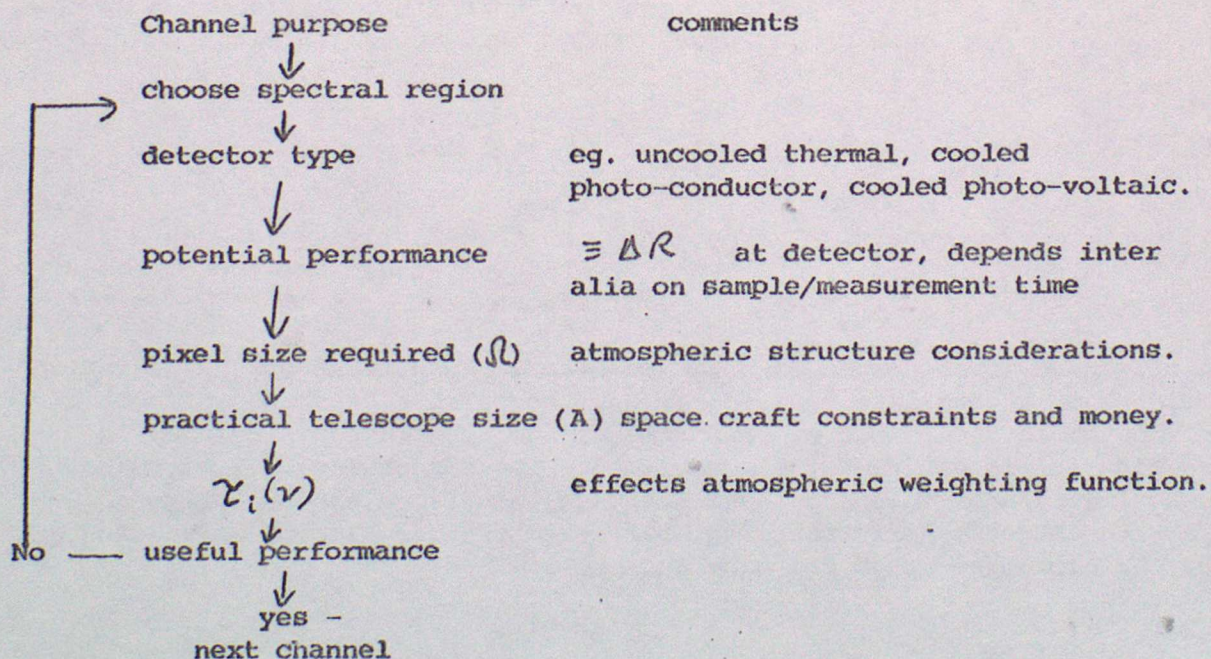 Channel purpose comments
choose spectral region
detector type eg. uncooled thermal, cooled
photo-conductor, cooled photo-voltaic.
potential performance ≡ ΔR at detector, depends inter
alia on sample/measurement time
pixel size required (Ω) atmospheric structure considerations.
practical telescope size (A) space craft constraints and money.
τᵢ(ν) effects atmospheric weighting function.
No — useful performance
yes -
next channel